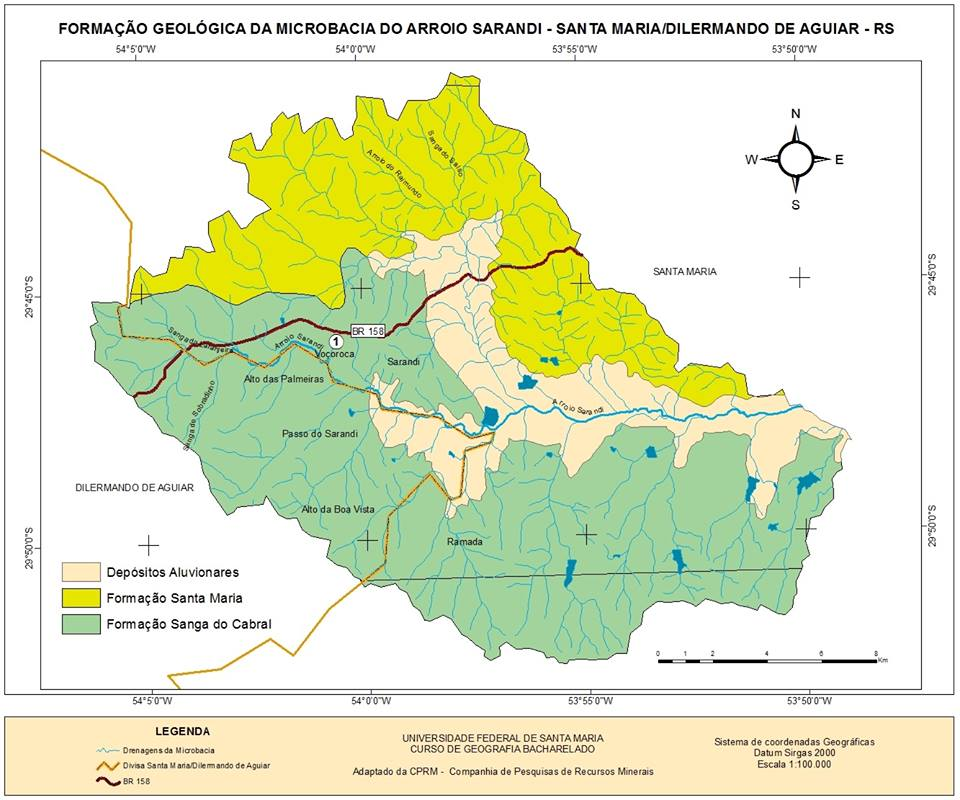 FORMAÇÃO GEOLÓGICA DA MICROBACIA DO ARROIO SARANDI - SANTA MARIA/DILERMANDO DE AGUIAR - RS
54°5'0"W 54°0'0"W 53°55'0"W 53°50'0"W
N
W E
S
Sanga do Salso
Arroio do Raimundo
SANTA MARIA
29°45'0"S
29°45'0"S
BR 158
1
Vocoroca
Arroio Sarandi
Sarandi
Alto das Palmeiras
Arroio Sarandi
Passo do Sarandi
DILERMANDO DE AGUIAR
Alto da Boa Vista
Ramada
29°50'0"S
29°50'0"S
Depósitos Aluvionares
Formação Santa Maria
Formação Sanga do Cabral
0 1 2 4 6 8
Km
54°5'0"W 54°0'0"W 53°55'0"W 53°50'0"W
LEGENDA
Drenagens da Microbacia
Divisa Santa Maria/Dilermando de Aguiar
BR 158
UNIVERSIDADE FEDERAL DE SANTA MARIA
CURSO DE GEOGRAFIA BACHARELADO
Adaptado da CPRM - Companhia de Pesquisas de Recursos Minerais
Sistema de coordenadas Geográficas
Datum Sirgas 2000
Escala 1:100.000